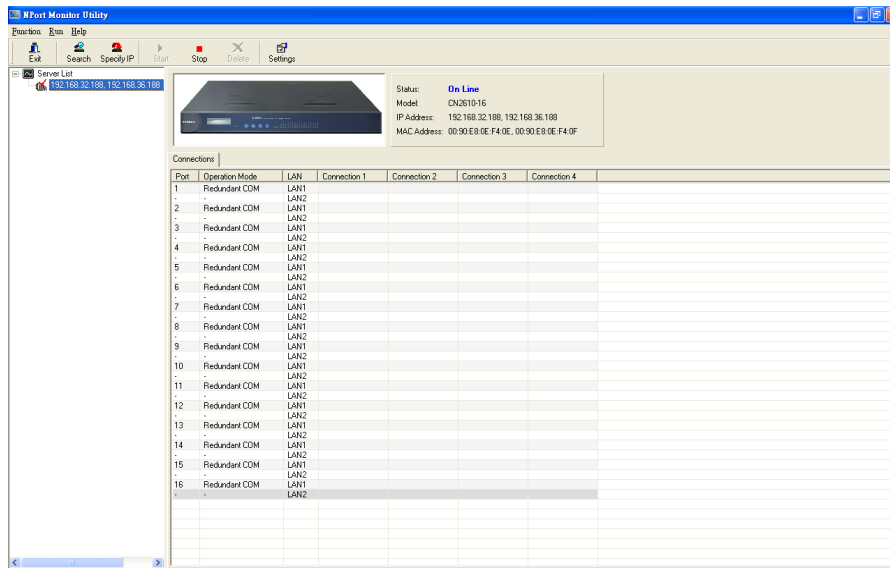 NPort Monitor Utility
Function Run Help
Exit Search Specify IP Start Stop Delete Settings
Server List
192.168.32.188, 192.168.36.188
Status: On Line
Model: CN2610-16
IP Address: 192.168.32.188, 192.168.36.188
MAC Address: 00:90:E8:0E:F4:0E, 00:90:E8:0E:F4:0F
Connections
Port Operation Mode LAN Connection 1 Connection 2 Connection 3 Connection 4
1 Redundant COM LAN1
- - LAN2
2 Redundant COM LAN1
- - LAN2
3 Redundant COM LAN1
- - LAN2
4 Redundant COM LAN1
- - LAN2
5 Redundant COM LAN1
- - LAN2
6 Redundant COM LAN1
- - LAN2
7 Redundant COM LAN1
- - LAN2
8 Redundant COM LAN1
- - LAN2
9 Redundant COM LAN1
- - LAN2
10 Redundant COM LAN1
- - LAN2
11 Redundant COM LAN1
- - LAN2
12 Redundant COM LAN1
- - LAN2
13 Redundant COM LAN1
- - LAN2
14 Redundant COM LAN1
- - LAN2
15 Redundant COM LAN1
- - LAN2
16 Redundant COM LAN1
- - LAN2